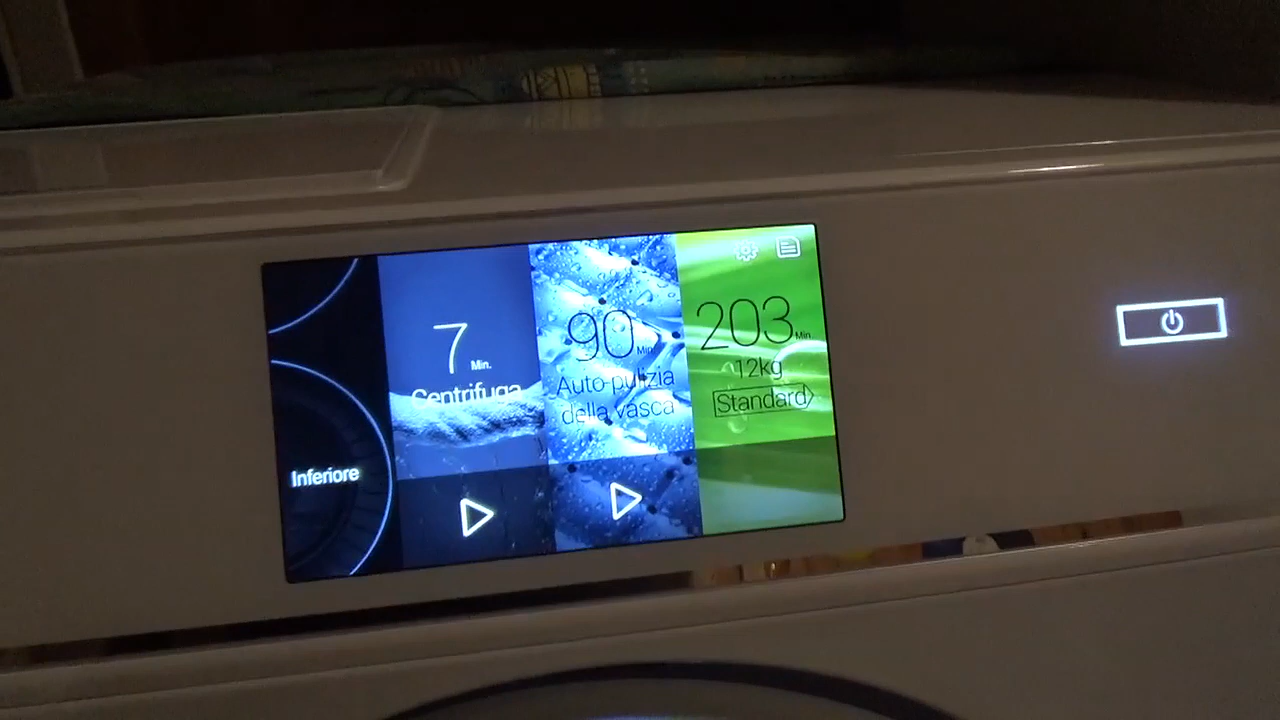 Inferiore
7 Min.
Centrifuga
90 Min.
Auto-pulizia
della vasca
203 Min.
12kg
Standard